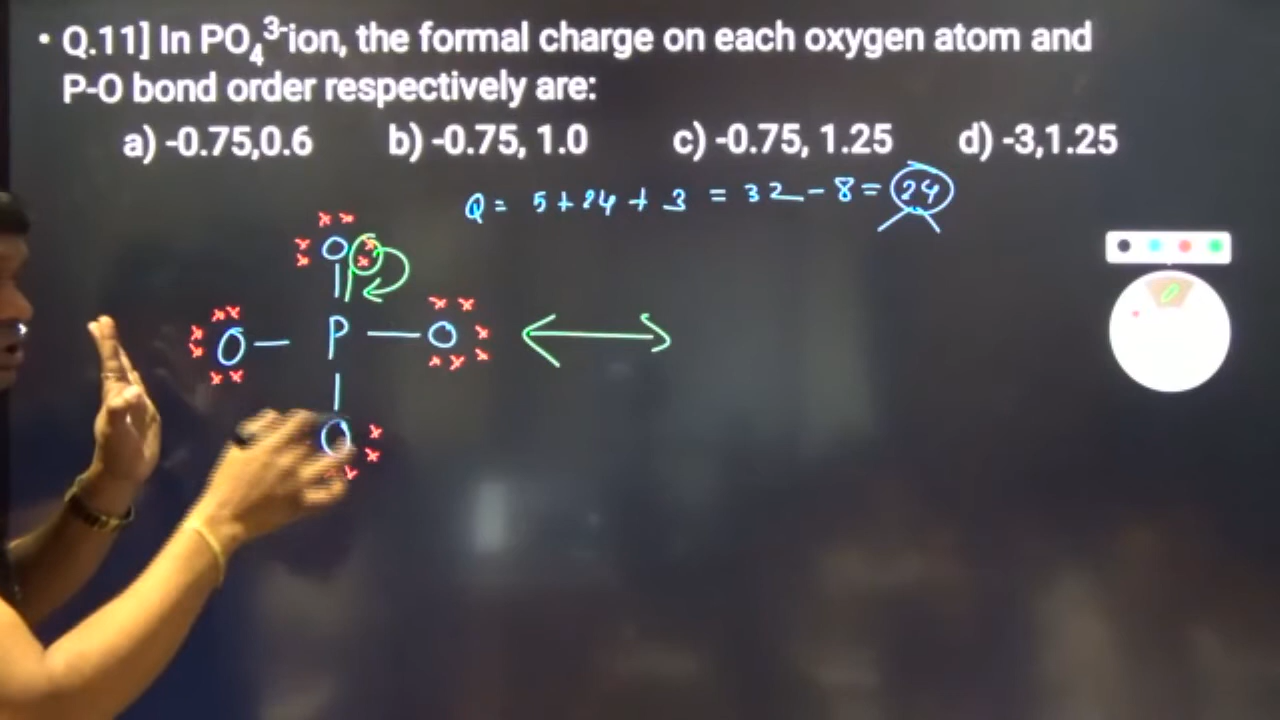 • Q.11] In PO₄³⁻ion, the formal charge on each oxygen atom and
P-O bond order respectively are:
a) -0.75,0.6 b) -0.75, 1.0 c) -0.75, 1.25 d) -3,1.25
Q = 5 + 24 + 3 = 32 - 8 = 24
O
O - P - O
O